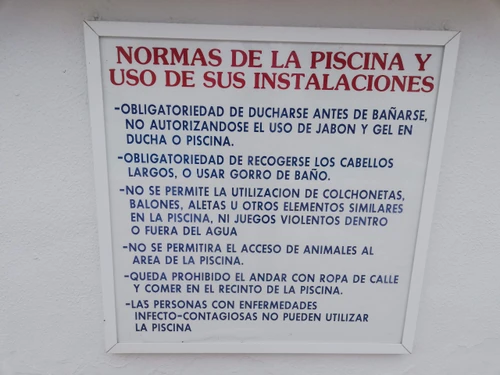 NORMAS DE LA PISCINA Y
USO DE SUS INSTALACIONES
-OBLIGATORIEDAD DE DUCHARSE ANTES DE BAÑARSE,
NO AUTORIZANDOSE EL USO DE JABON Y GEL EN
DUCHA O PISCINA.
-OBLIGATORIEDAD DE RECOGERSE LOS CABELLOS
LARGOS, O USAR GORRO DE BAÑO.
-NO SE PERMITE LA UTILIZACION DE COLCHONETAS,
BALONES, ALETAS U OTROS ELEMENTOS SIMILARES
EN LA PISCINA, NI JUEGOS VIOLENTOS DENTRO
O FUERA DEL AGUA
-NO SE PERMITIRA EL ACCESO DE ANIMALES AL
AREA DE LA PISCINA.
-QUEDA PROHIBIDO EL ANDAR CON ROPA DE CALLE
Y COMER EN EL RECINTO DE LA PISCINA.
-LAS PERSONAS CON ENFERMEDADES
INFECTO-CONTAGIOSAS NO PUEDEN UTILIZAR
LA PISCINA